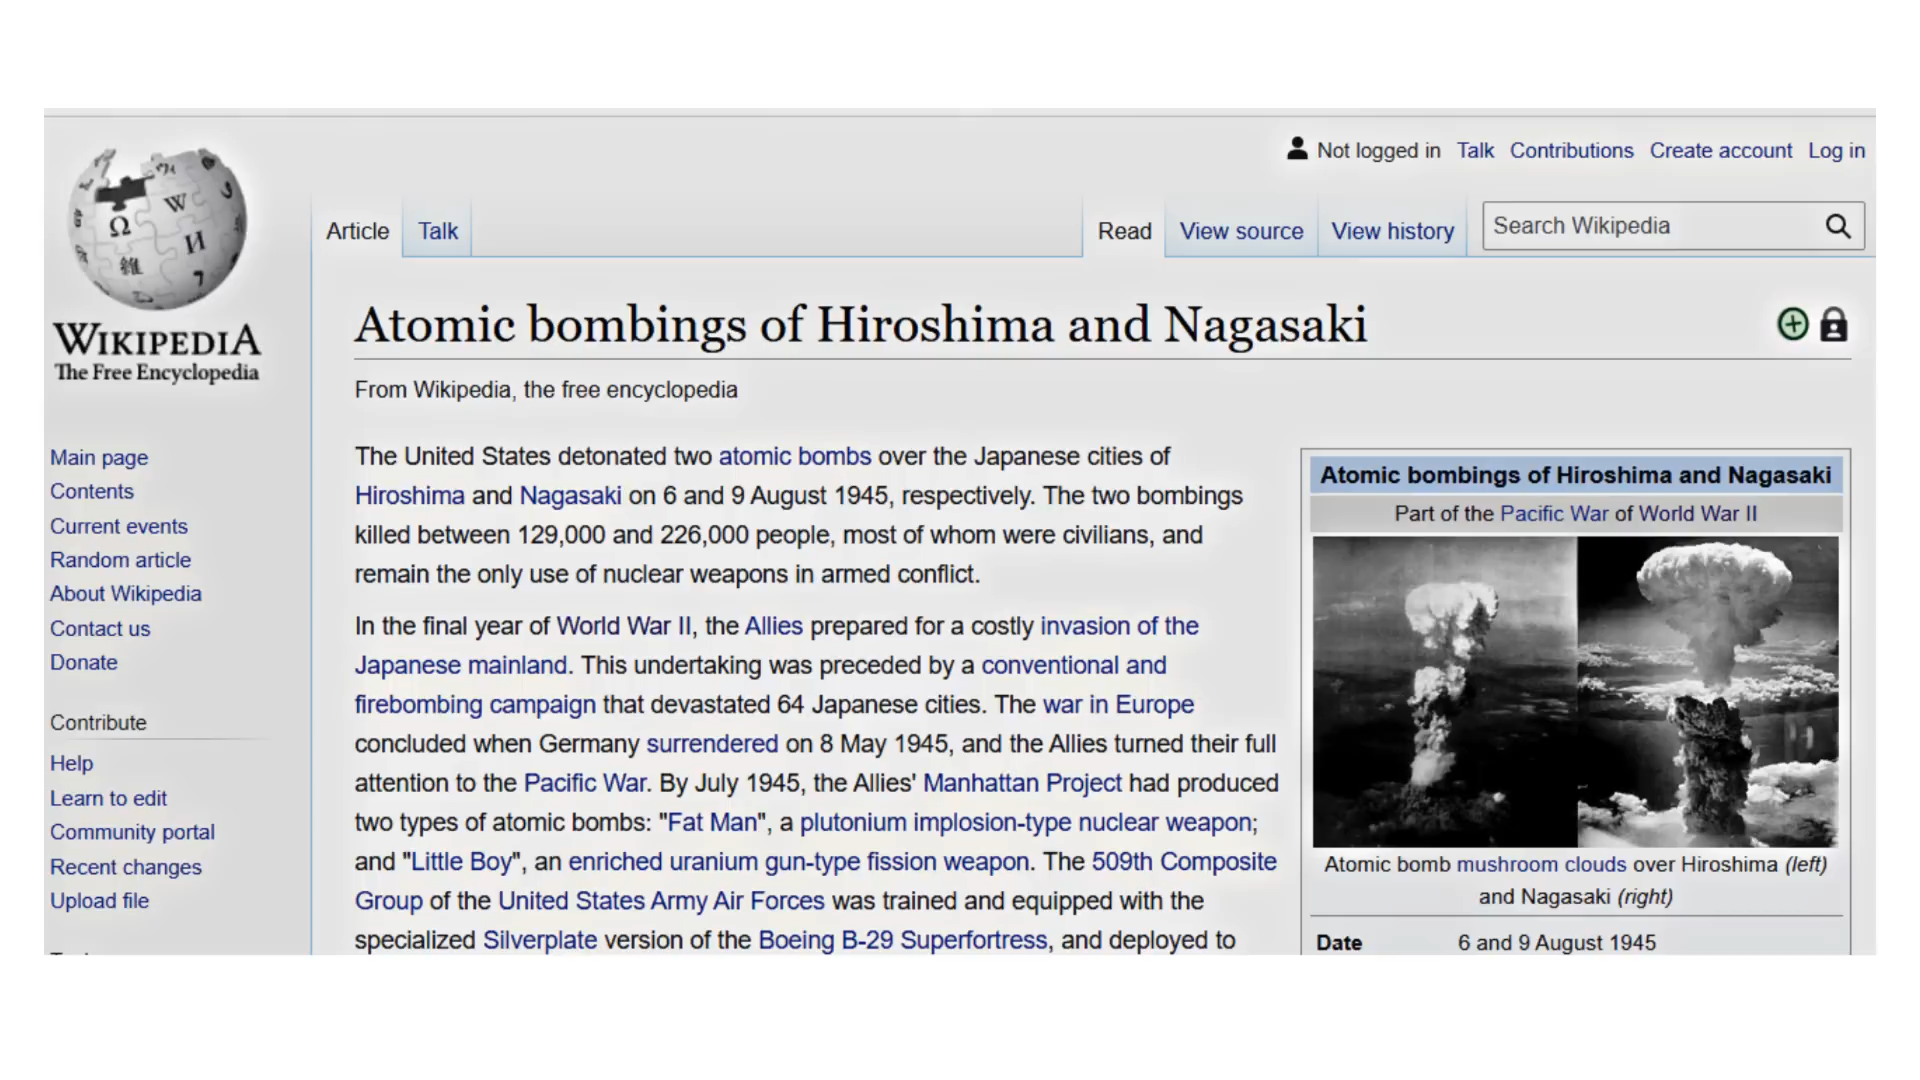 Not logged in Talk Contributions Create account Log in
Article Talk Read View source View history Search Wikipedia
WIKIPEDIA
The Free Encyclopedia
Main page
Contents
Current events
Random article
About Wikipedia
Contact us
Donate
Contribute
Help
Learn to edit
Community portal
Recent changes
Upload file
Atomic bombings of Hiroshima and Nagasaki
From Wikipedia, the free encyclopedia
The United States detonated two atomic bombs over the Japanese cities of
Hiroshima and Nagasaki on 6 and 9 August 1945, respectively. The two bombings
killed between 129,000 and 226,000 people, most of whom were civilians, and
remain the only use of nuclear weapons in armed conflict.
In the final year of World War II, the Allies prepared for a costly invasion of the
Japanese mainland. This undertaking was preceded by a conventional and
firebombing campaign that devastated 64 Japanese cities. The war in Europe
concluded when Germany surrendered on 8 May 1945, and the Allies turned their full
attention to the Pacific War. By July 1945, the Allies' Manhattan Project had produced
two types of atomic bombs: "Fat Man", a plutonium implosion-type nuclear weapon;
and "Little Boy", an enriched uranium gun-type fission weapon. The 509th Composite
Group of the United States Army Air Forces was trained and equipped with the
specialized Silverplate version of the Boeing B-29 Superfortress, and deployed to
Atomic bombings of Hiroshima and Nagasaki
Part of the Pacific War of World War II
Atomic bomb mushroom clouds over Hiroshima (left)
and Nagasaki (right)
Date 6 and 9 August 1945